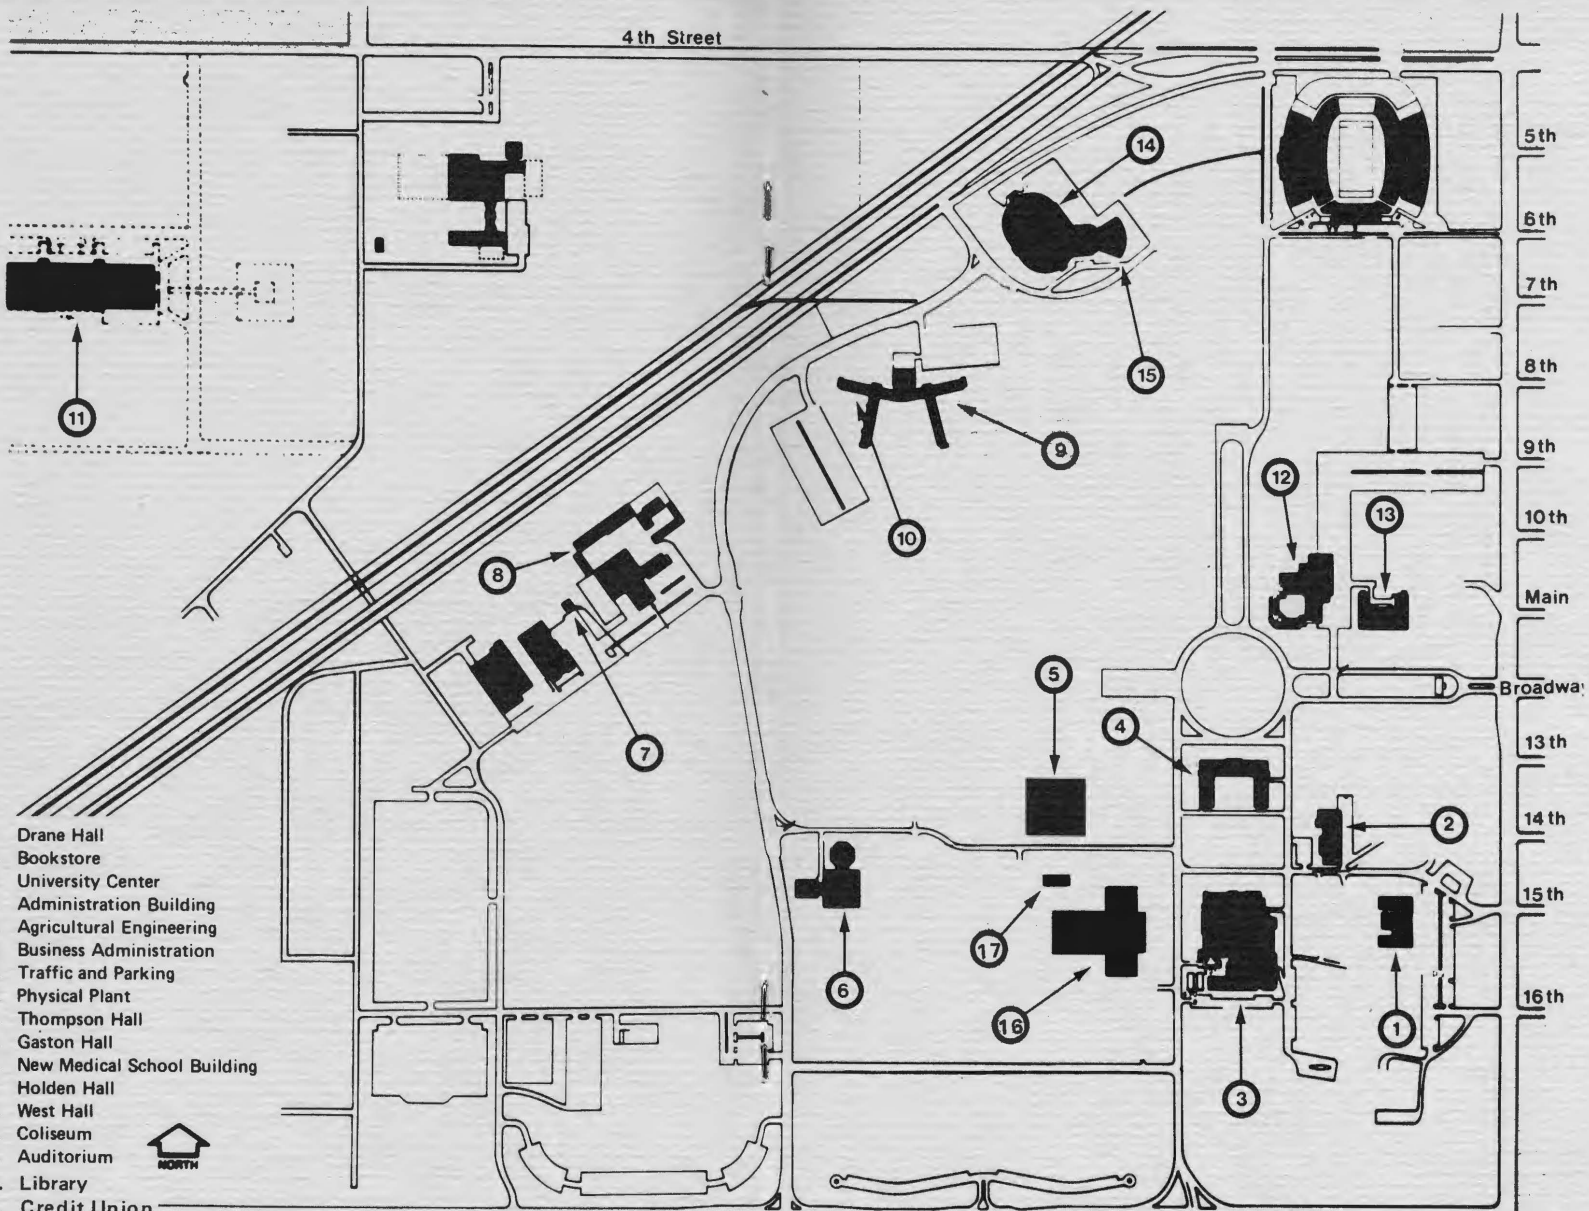 4th Street
5th
14
6th
7th
15
8th
11
9
9th
12
10
13
10th
8
Main
5
Broadway
4
7
13th
Drane Hall
2
14th
Bookstore
University Center
15th
Administration Building
Agricultural Engineering
17
Business Administration
Traffic and Parking
6
16th
Physical Plant
16
1
Thompson Hall
Gaston Hall
New Medical School Building
Holden Hall
3
West Hall
Coliseum
Auditorium
NORTH
Library
Credit Union